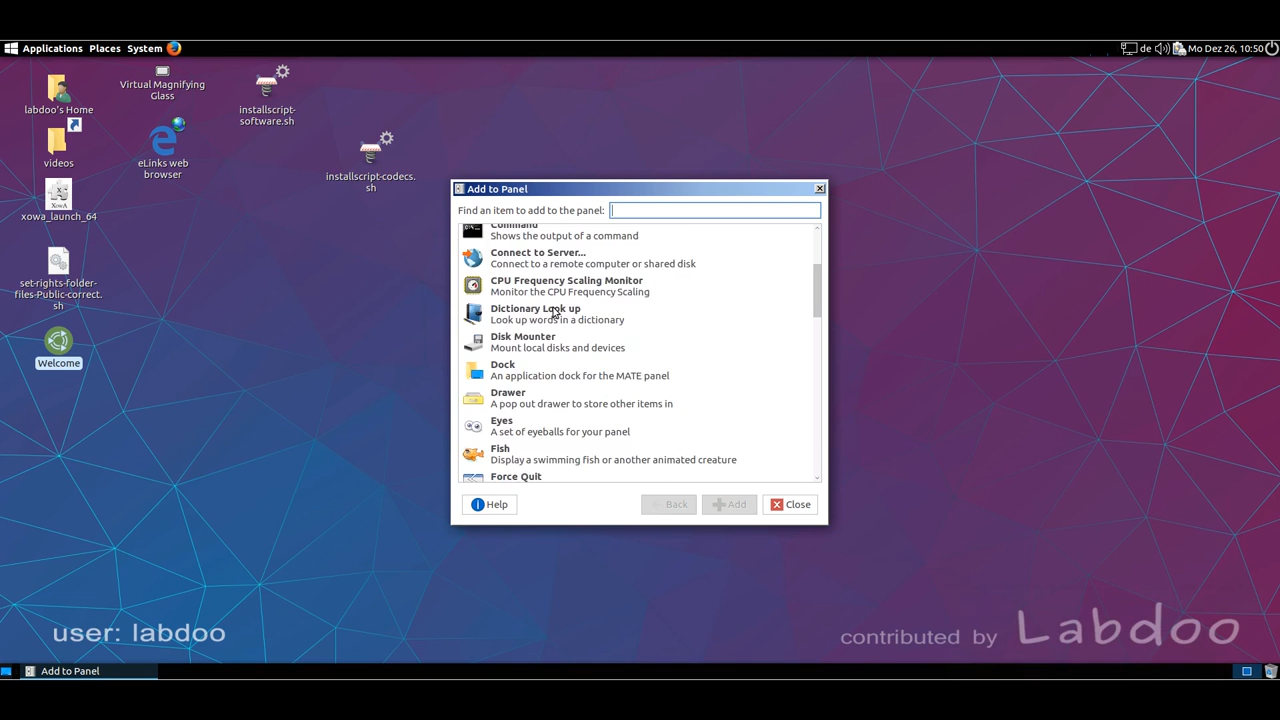 Applications Places System
de
Mo Dez 26, 10:50
labdoo's Home
Virtual Magnifying
Glass
installscript-
software.sh
videos
eLinks web
browser
installscript-codecs.
sh
xowa_launch_64
XOWA
set-rights-folder-
files-Public-correct.
sh
Welcome
Add to Panel
Find an item to add to the panel:
Command
Shows the output of a command
Connect to Server...
Connect to a remote computer or shared disk
CPU Frequency Scaling Monitor
Monitor the CPU Frequency Scaling
Dictionary Look up
Look up words in a dictionary
Disk Mounter
Mount local disks and devices
Dock
An application dock for the MATE panel
Drawer
A pop out drawer to store other items in
Eyes
A set of eyeballs for your panel
Fish
Display a swimming fish or another animated creature
Force Quit
Help
Back
Add
Close
user: labdoo
contributed by Labdoo
Add to Panel